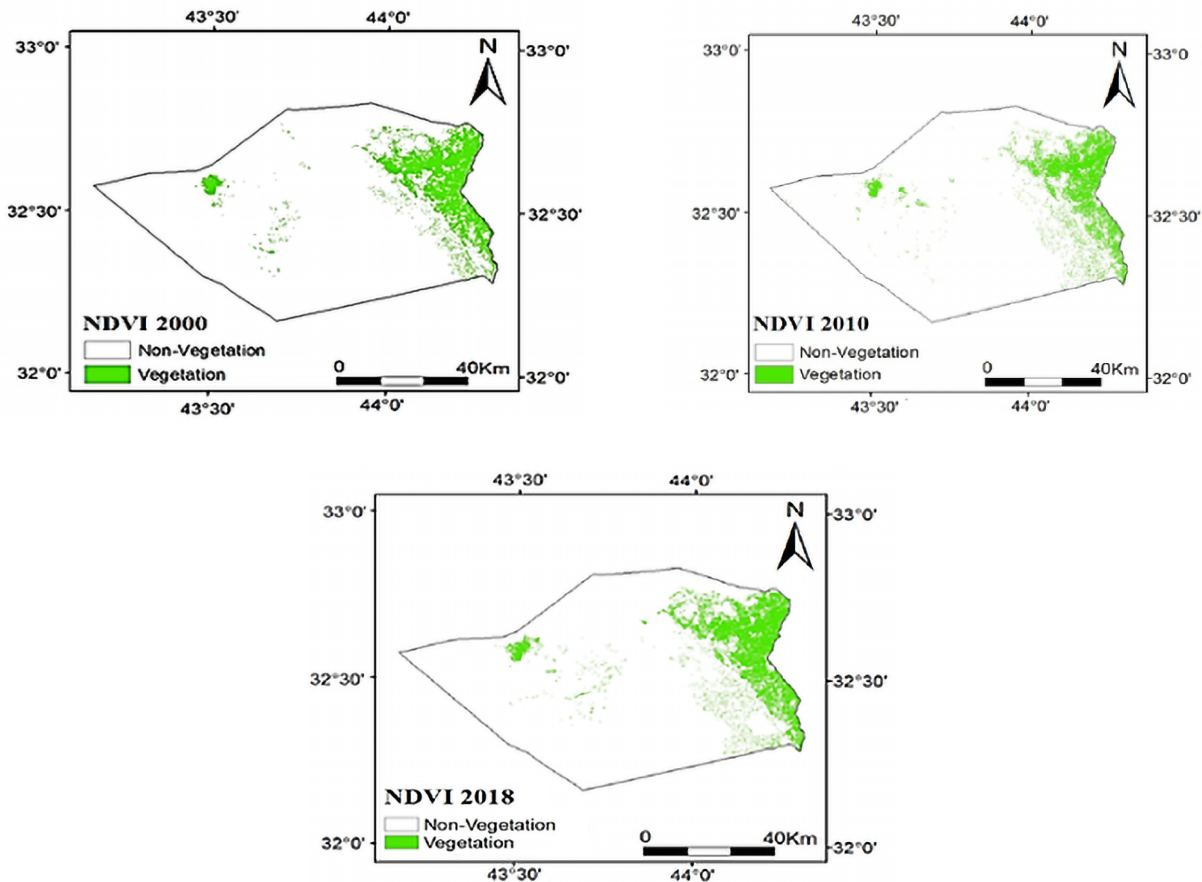 43°30' 44°0'
33°0' 33°0'
N
32°30' 32°30'
NDVI 2000
Non-Vegetation
Vegetation
0 40Km
32°0' 32°0'
43°30' 44°0'
43°30' 44°0'
33°0' 33°0
N
32°30' 32°30'
NDVI 2010
Non-Vegetation
Vegetation
0 40Km
32°0' 32°0'
43°30' 44°0'
43°30' 44°0'
33°0' 33°0'
N
32°30' 32°30'
NDVI 2018
Non-Vegetation
Vegetation
0 40Km
32°0' 32°0'
43°30' 44°0'